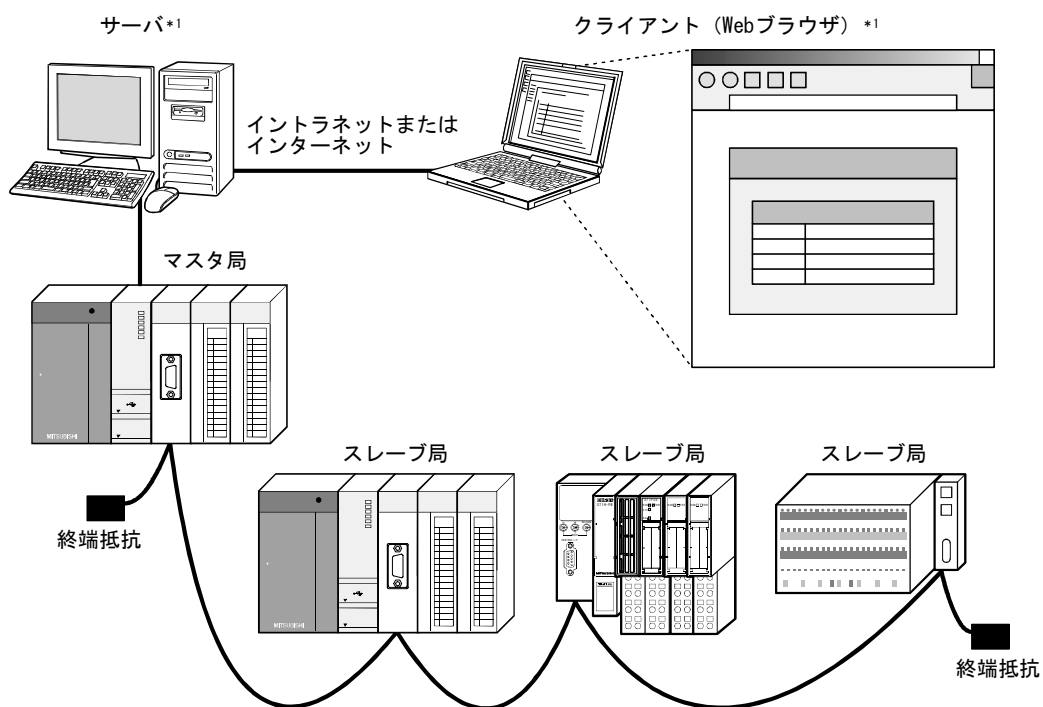 サーバ*1
クライアント (Webブラウザ) *1
イントラネットまたは
インターネット
マスタ局
MITSUBISHI
終端抵抗
スレーブ局
スレーブ局
スレーブ局
MITSUBISHI
終端抵抗